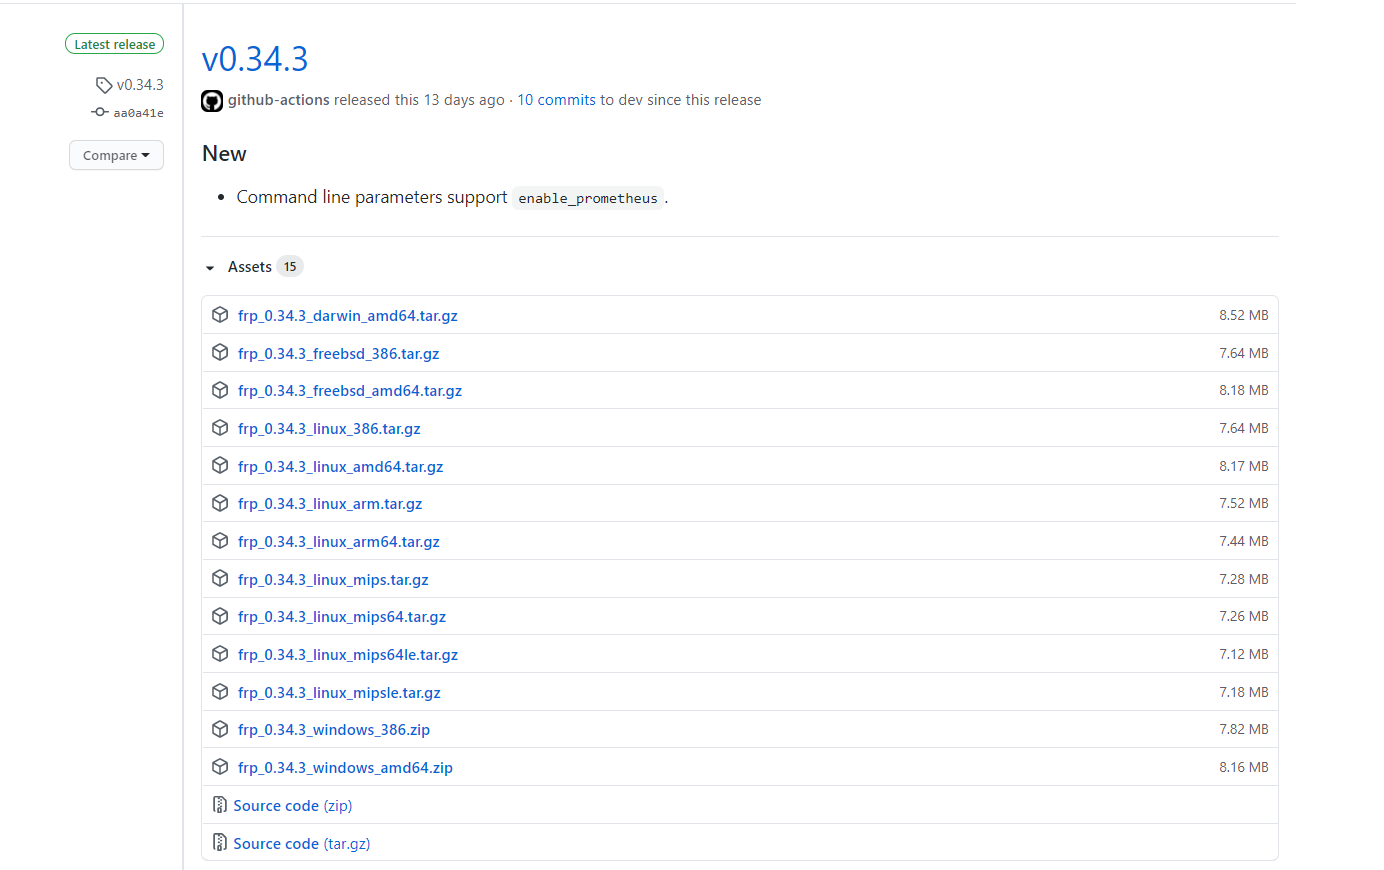 Latest release
v0.34.3
aa0a41e
Compare
v0.34.3
github-actions released this 13 days ago · 10 commits to dev since this release
New
• Command line parameters support enable_prometheus.
Assets 15
frp_0.34.3_darwin_amd64.tar.gz 8.52 MB
frp_0.34.3_freebsd_386.tar.gz 7.64 MB
frp_0.34.3_freebsd_amd64.tar.gz 8.18 MB
frp_0.34.3_linux_386.tar.gz 7.64 MB
frp_0.34.3_linux_amd64.tar.gz 8.17 MB
frp_0.34.3_linux_arm.tar.gz 7.52 MB
frp_0.34.3_linux_arm64.tar.gz 7.44 MB
frp_0.34.3_linux_mips.tar.gz 7.28 MB
frp_0.34.3_linux_mips64.tar.gz 7.26 MB
frp_0.34.3_linux_mips64le.tar.gz 7.12 MB
frp_0.34.3_linux_mipsle.tar.gz 7.18 MB
frp_0.34.3_windows_386.zip 7.82 MB
frp_0.34.3_windows_amd64.zip 8.16 MB
Source code (zip)
Source code (tar.gz)